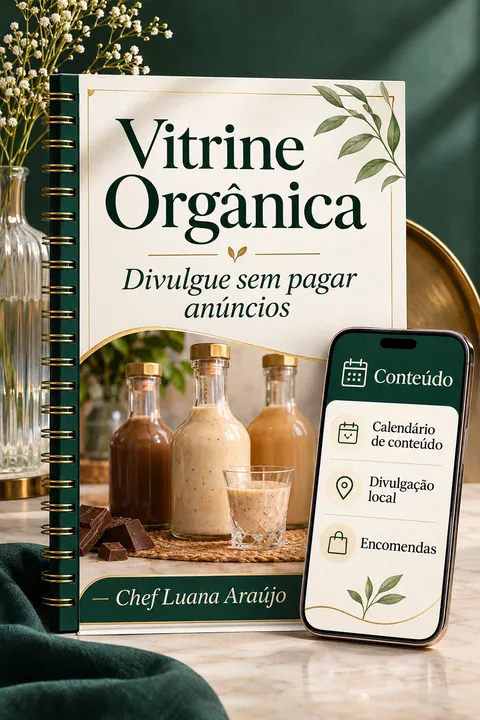 Vitrine
Orgânica
Divulgue sem pagar
anúncios
Chef Luana Araújo
Conteúdo
Calendário
de conteúdo
Divulgação
local
Encomendas